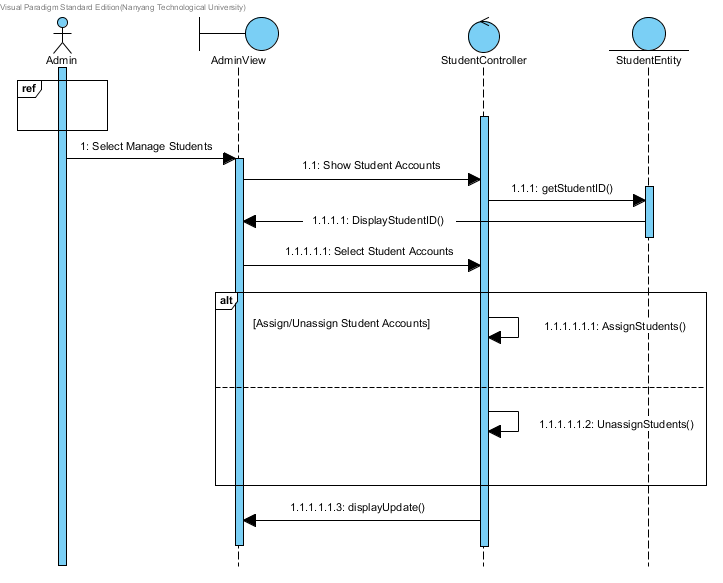 Visual Paradigm Standard Edition(Nanyang Technological University)
Admin
AdminView
StudentController
StudentEntity
ref
1: Select Manage Students
1.1: Show Student Accounts
1.1.1: getStudentID()
1.1.1.1: DisplayStudentID()
1.1.1.1.1: Select Student Accounts
alt
[Assign/Unassign Student Accounts]
1.1.1.1.1.1: AssignStudents()
1.1.1.1.1.2: UnassignStudents()
1.1.1.1.1.3: displayUpdate()